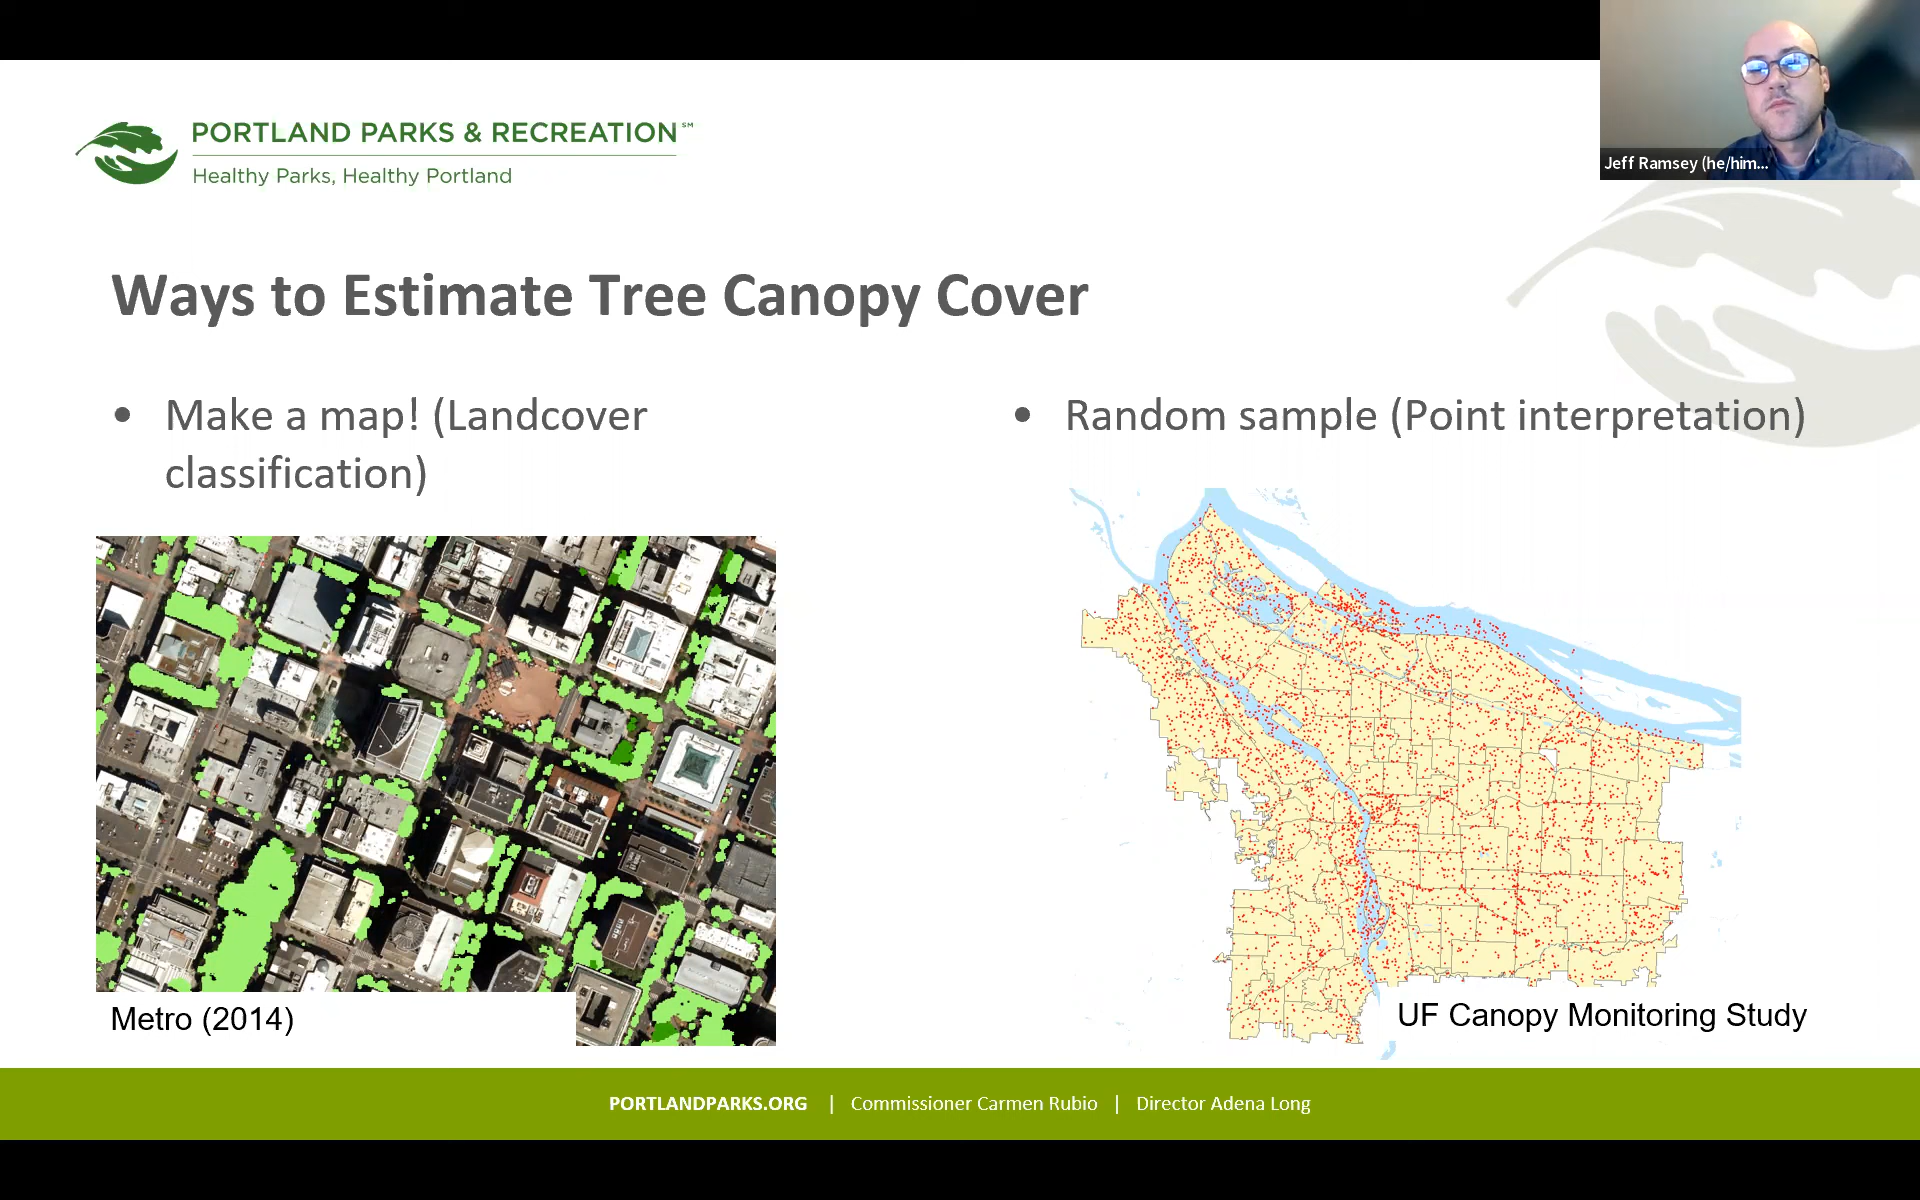 PORTLAND PARKS & RECREATION℠
Healthy Parks, Healthy Portland
Jeff Ramsey (he/him...
Ways to Estimate Tree Canopy Cover
• Make a map! (Landcover
classification)
• Random sample (Point interpretation)
Metro (2014)
UF Canopy Monitoring Study
PORTLANDPARKS.ORG | Commissioner Carmen Rubio | Director Adena Long